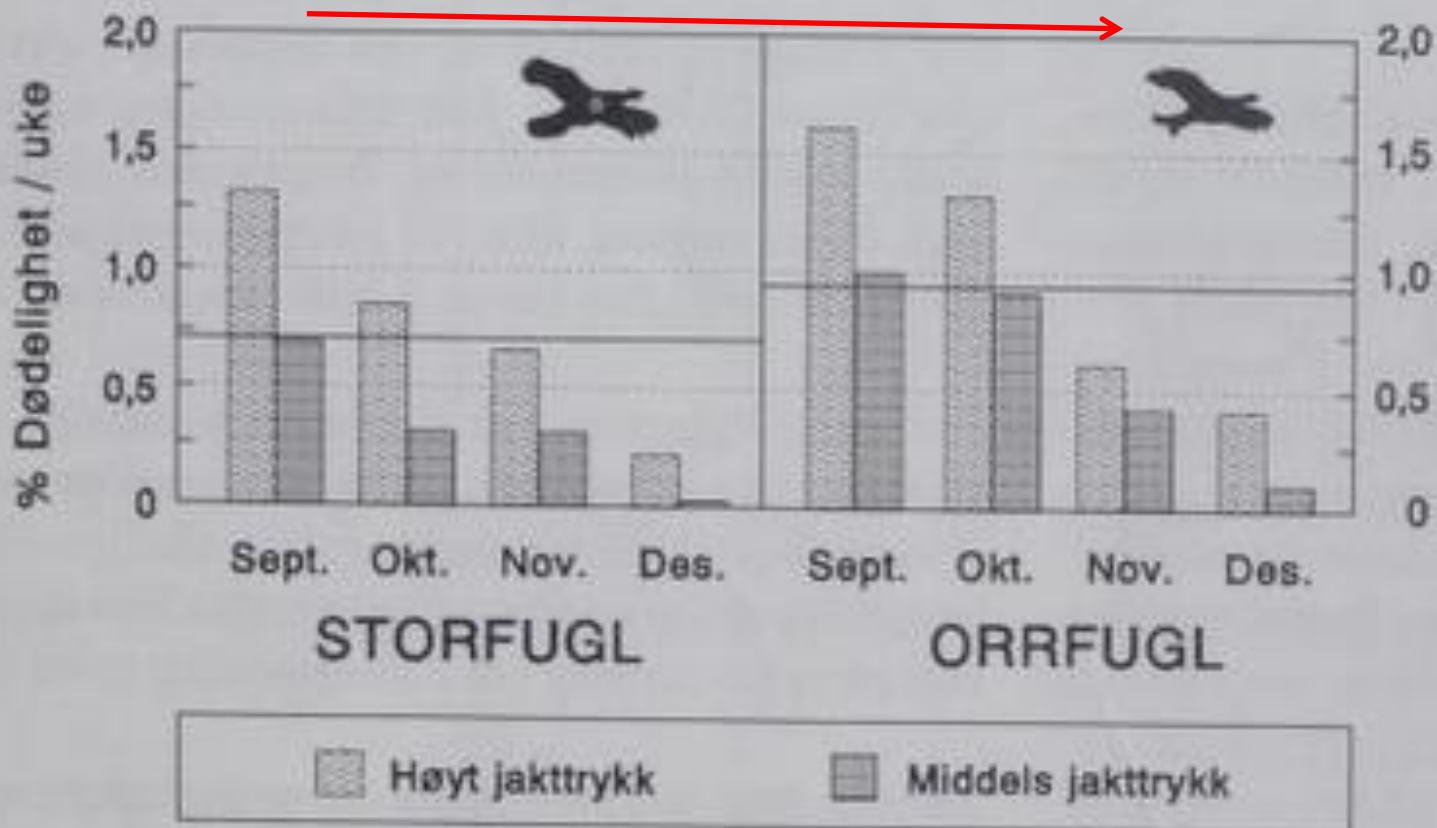 2,0 2,0
1,5 1,5
1,0 1,0
0,5 0,5
0 0
% Dødelighet / uke
Sept. Okt. Nov. Des. Sept. Okt. Nov. Des.
STORFUGL ORRFUGL
Høyt jakttrykk Middels jakttrykk